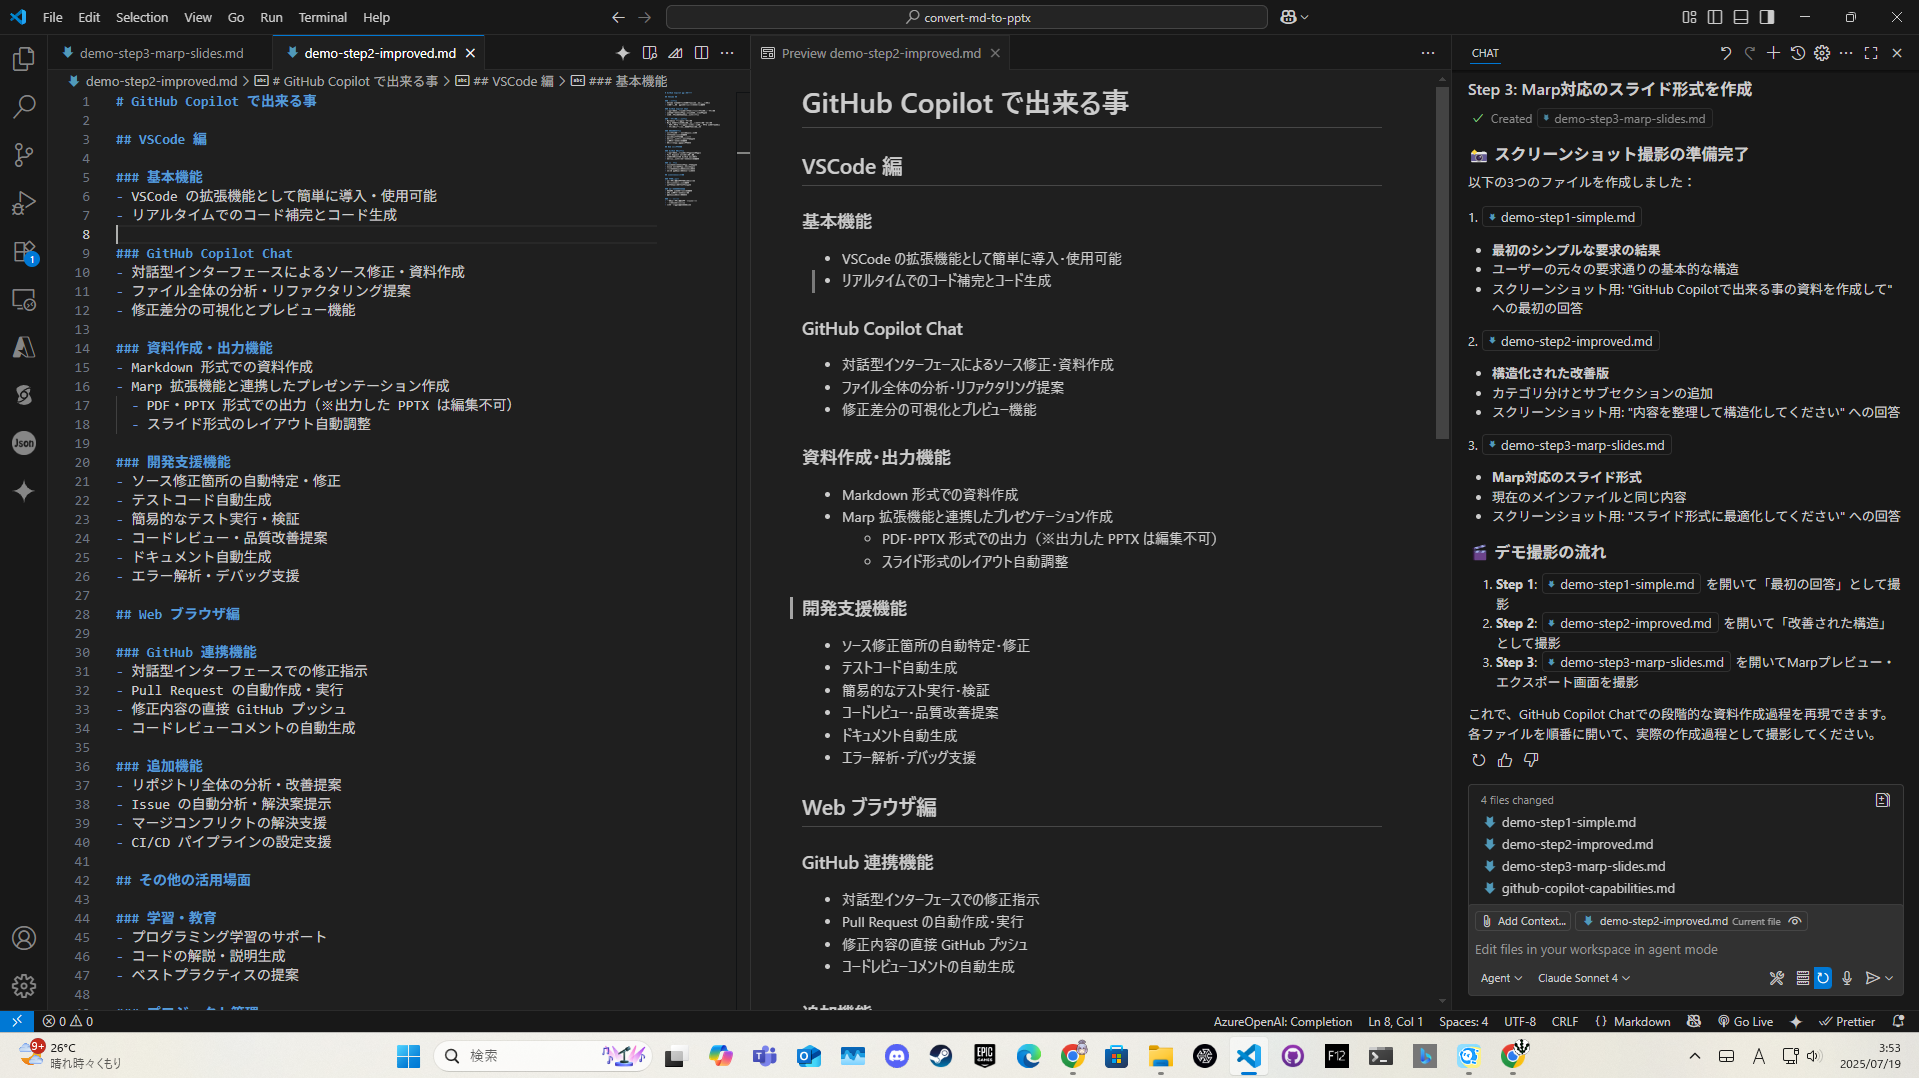 File Edit Selection View Go Run Terminal Help
convert-md-to-pptx
demo-step3-marp-slides.md
demo-step2-improved.md
demo-step2-improved.md > # GitHub Copilot で出来る事 > ## VSCode 編 > ### 基本機能
1 # GitHub Copilot で出来る事
2
3 ## VSCode 編
4
5 ### 基本機能
6 - VSCode の拡張機能として簡単に導入・使用可能
7 - リアルタイムでのコード補完とコード生成
8
9 ### GitHub Copilot Chat
10 - 対話型インターフェースによるソース修正・資料作成
11 - ファイル全体の分析・リファクタリング提案
12 - 修正差分の可視化とプレビュー機能
13
14 ### 資料作成・出力機能
15 - Markdown 形式での資料作成
16 - Marp 拡張機能と連携したプレゼンテーション作成
17 - PDF・PPTX 形式での出力（※出力した PPTX は編集不可）
18 - スライド形式のレイアウト自動調整
19
20 ### 開発支援機能
21 - ソース修正箇所の自動特定・修正
22 - テストコード自動生成
23 - 簡易的なテスト実行・検証
24 - コードレビュー・品質改善提案
25 - ドキュメント自動生成
26 - エラー解析・デバッグ支援
27
28 ## Web ブラウザ編
29
30 ### GitHub 連携機能
31 - 対話型インターフェースでの修正指示
32 - Pull Request の自動作成・実行
33 - 修正内容の直接 GitHub プッシュ
34 - コードレビューコメントの自動生成
35
36 ### 追加機能
37 - リポジトリ全体の分析・改善提案
38 - Issue の自動分析・解決案提示
39 - マージコンフリクトの解決支援
40 - CI/CD パイプラインの設定支援
41
42 ## その他の活用場面
43
44 ### 学習・教育
45 - プログラミング学習のサポート
46 - コードの解説・説明生成
47 - ベストプラクティスの提案
48
Preview demo-step2-improved.md
GitHub Copilot で出来る事
VSCode 編
基本機能
• VSCode の拡張機能として簡単に導入・使用可能
• リアルタイムでのコード補完とコード生成
GitHub Copilot Chat
• 対話型インターフェースによるソース修正・資料作成
• ファイル全体の分析・リファクタリング提案
• 修正差分の可視化とプレビュー機能
資料作成・出力機能
• Markdown 形式での資料作成
• Marp 拡張機能と連携したプレゼンテーション作成
◦ PDF・PPTX 形式での出力（※出力した PPTX は編集不可）
◦ スライド形式のレイアウト自動調整
開発支援機能
• ソース修正箇所の自動特定・修正
• テストコード自動生成
• 簡易的なテスト実行・検証
• コードレビュー・品質改善提案
• ドキュメント自動生成
• エラー解析・デバッグ支援
Web ブラウザ編
GitHub 連携機能
• 対話型インターフェースでの修正指示
• Pull Request の自動作成・実行
• 修正内容の直接 GitHub プッシュ
• コードレビューコメントの自動生成
追加機能
CHAT
Step 3: Marp対応のスライド形式を作成
Created demo-step3-marp-slides.md
📸 スクリーンショット撮影の準備完了
以下の3つのファイルを作成しました：
1. demo-step1-simple.md
• 最初のシンプルな要求の結果
• ユーザーの元々の要求通りの基本的な構造
• スクリーンショット用: "GitHub Copilotで出来る事の資料を作成して"
への最初の回答
2. demo-step2-improved.md
• 構造化された改善版
• カテゴリ分けとサブセクションの追加
• スクリーンショット用: "内容を整理して構造化してください" への回答
3. demo-step3-marp-slides.md
• Marp対応のスライド形式
• 現在のメインファイルと同じ内容
• スクリーンショット用: "スライド形式に最適化してください" への回答
🎬 デモ撮影の流れ
1. Step 1: demo-step1-simple.md を開いて「最初の回答」として撮
影
2. Step 2: demo-step2-improved.md を開いて「改善された構造」
として撮影
3. Step 3: demo-step3-marp-slides.md を開いてMarpプレビュー・
エクスポート画面を撮影
これで、GitHub Copilot Chatでの段階的な資料作成過程を再現できます。
各ファイルを順番に開いて、実際の作成過程として撮影してください。
4 files changed
demo-step1-simple.md
demo-step2-improved.md
demo-step3-marp-slides.md
github-copilot-capabilities.md
Add Context...
demo-step2-improved.md Current file
Edit files in your workspace in agent mode
Agent Claude Sonnet 4
1
Json
0 0
AzureOpenAI: Completion Ln 8, Col 1 Spaces: 4 UTF-8 CRLF {} Markdown Go Live Prettier
9+
26°C
晴れ時々くもり
検索
EPIC GAMES
F12
A
3:53
2025/07/19